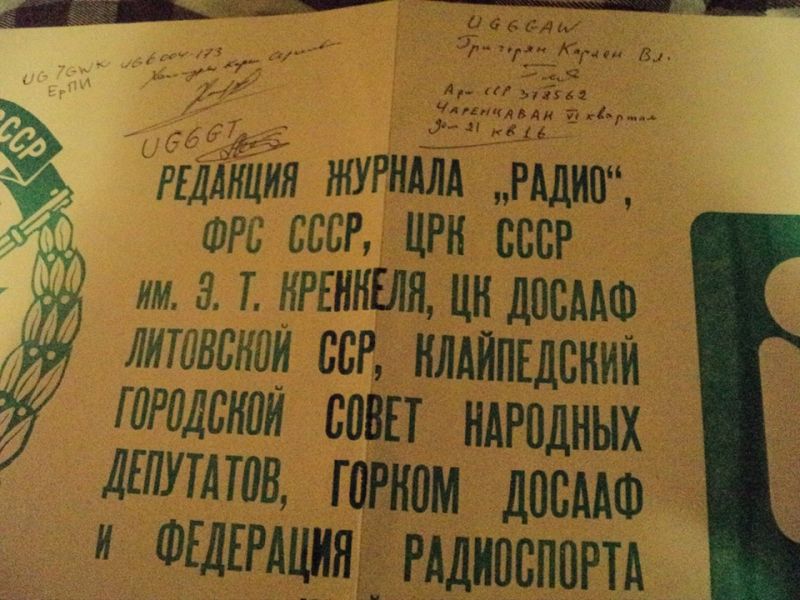 UG7GWK UG6004-173
ЕрПИ
UG6GT
UG6GAW
Григорян Карлен Вл.
Арм ССР 378562
ЧАРЕНЦАВАН VI квартал
дом 21 кв 16
СССР
РЕДАКЦИЯ ЖУРНАЛА „РАДИО“,
ФРС СССР, ЦРК СССР
ИМ. Э. Т. КРЕНКЕЛЯ, ЦК ДОСААФ
ЛИТОВСКОЙ ССР, КЛАЙПЕДСКИЙ
ГОРОДСКОЙ СОВЕТ НАРОДНЫХ
ДЕПУТАТОВ, ГОРКОМ ДОСААФ
И ФЕДЕРАЦИЯ РАДИОСПОРТА